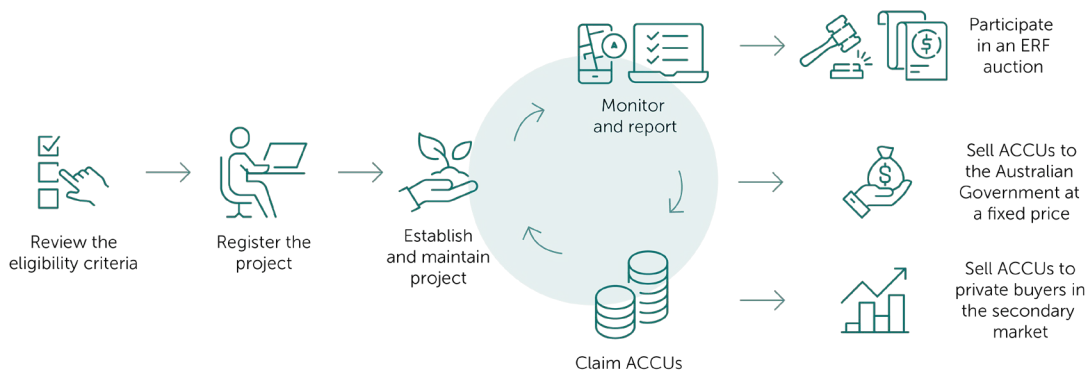 Review the
eligibility criteria
Register the
project
Establish
and maintain
project
Monitor
and report
Claim ACCUs
Participate
in an ERF
auction
Sell ACCUs to
the Australian
Government at
a fixed price
Sell ACCUs to
private buyers in
the secondary
market